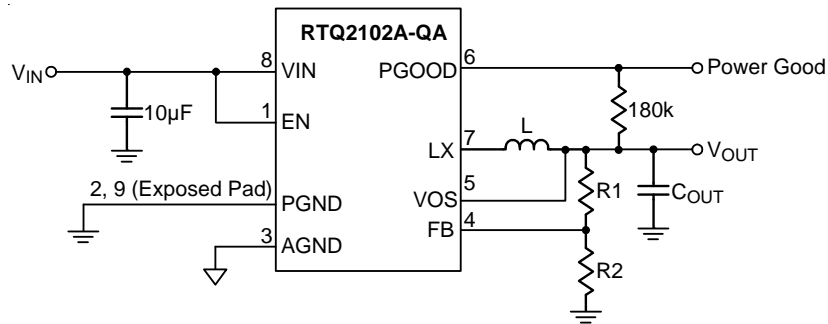 RTQ2102A-QA
VIN
8
VIN
PGOOD
6
Power Good
10µF
1
EN
180k
L
LX
7
VOUT
2, 9 (Exposed Pad)
PGND
VOS
5
R1
COUT
3
AGND
FB
4
R2